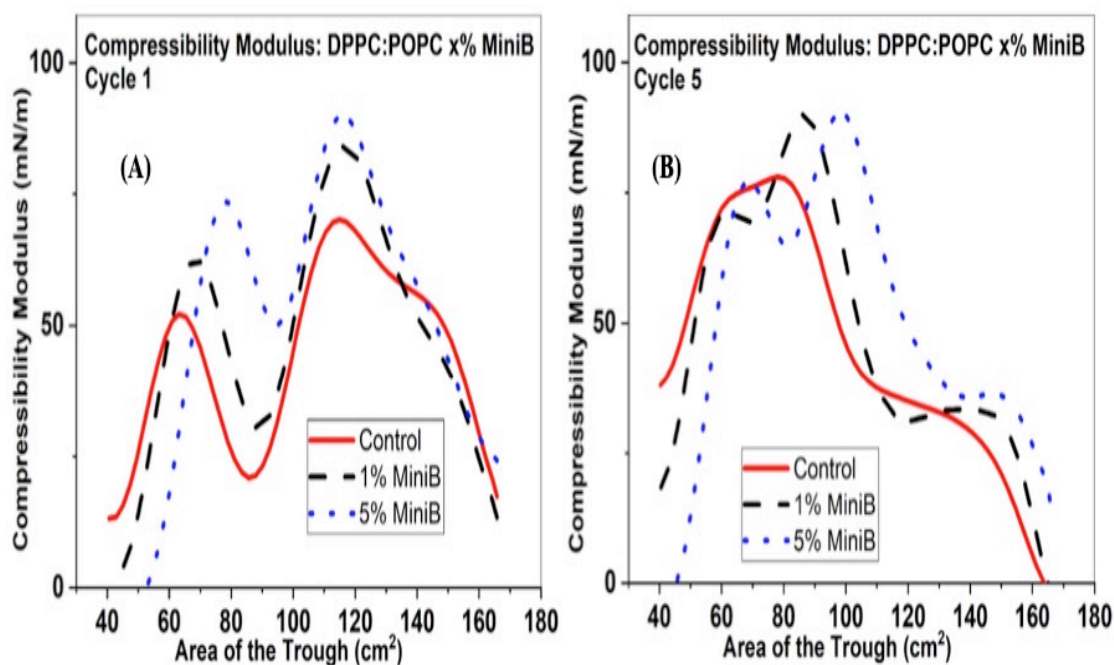 Compressibility Modulus: DPPC:POPC x% MiniB
Cycle 1
(A)
Compressibility Modulus (mN/m)
100
50
0
Control
1% MiniB
5% MiniB
40 60 80 100 120 140 160 180
Area of the Trough (cm²)
Compressibility Modulus: DPPC:POPC x% MiniB
Cycle 5
(B)
Compressibility Modulus (mN/m)
100
50
0
Control
1% MiniB
5% MiniB
40 60 80 100 120 140 160 180
Area of the Trough (cm²)